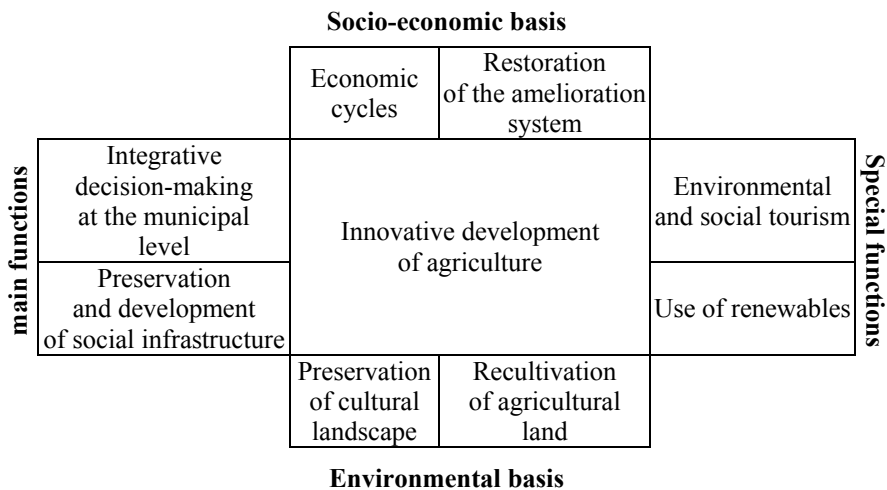 Socio-economic basis
Economic
cycles
Restoration
of the amelioration
system
main functions
Integrative
decision-making
at the municipal
level
Preservation
and development
of social infrastructure
Innovative development
of agriculture
Environmental
and social tourism
Use of renewables
Special functions
Preservation
of cultural
landscape
Recultivation
of agricultural
land
Environmental basis